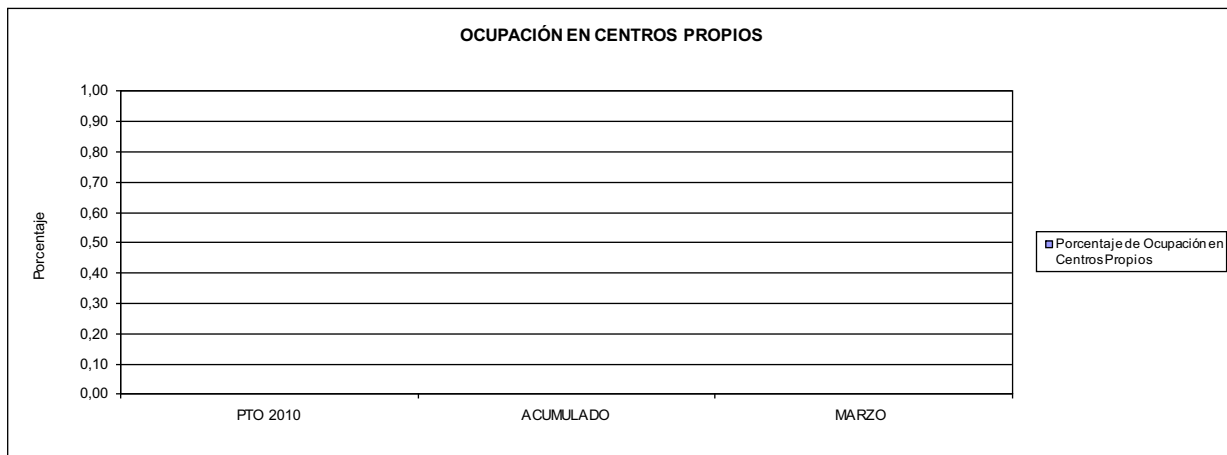 OCUPACIÓN EN CENTROS PROPIOS
1,00
0,90
0,80
0,70
0,60
0,50
0,40
0,30
0,20
0,10
0,00
Porcentaje
PTO 2010
ACUMULADO
MARZO
Porcentaje de Ocupación en
Centros Propios